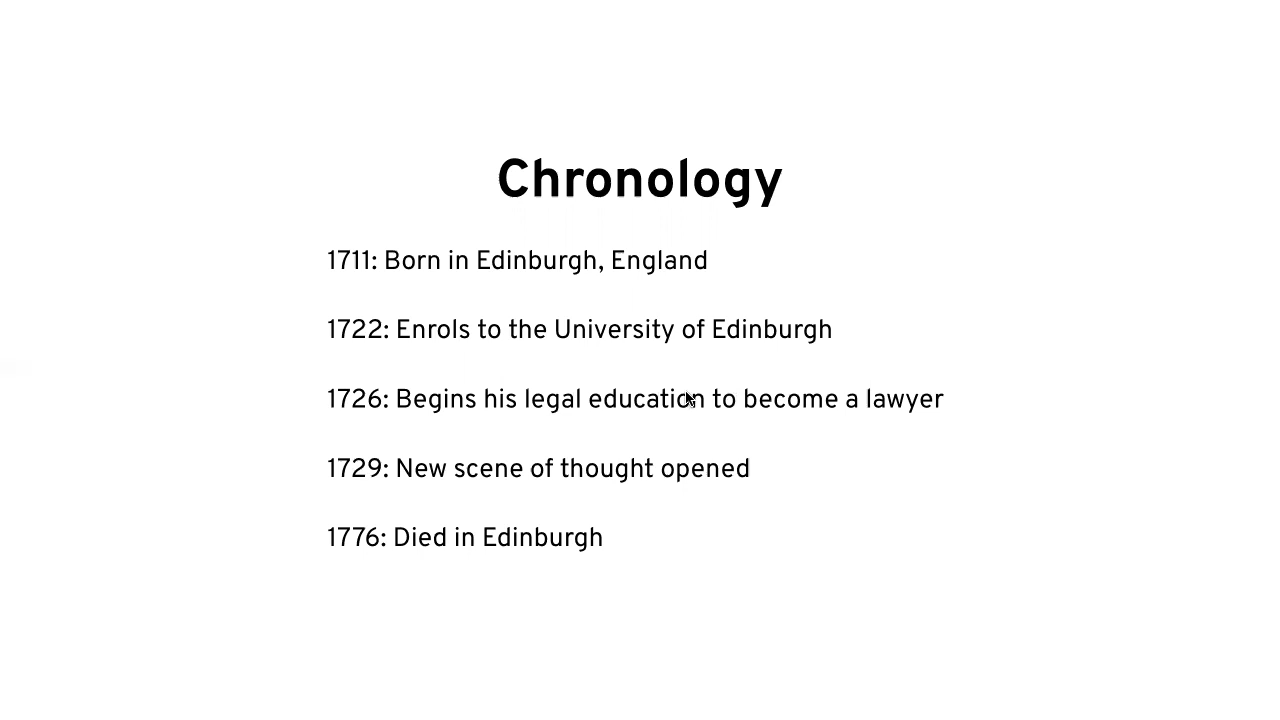 Chronology
1711: Born in Edinburgh, England
1722: Enrols to the University of Edinburgh
1726: Begins his legal education to become a lawyer
1729: New scene of thought opened
1776: Died in Edinburgh